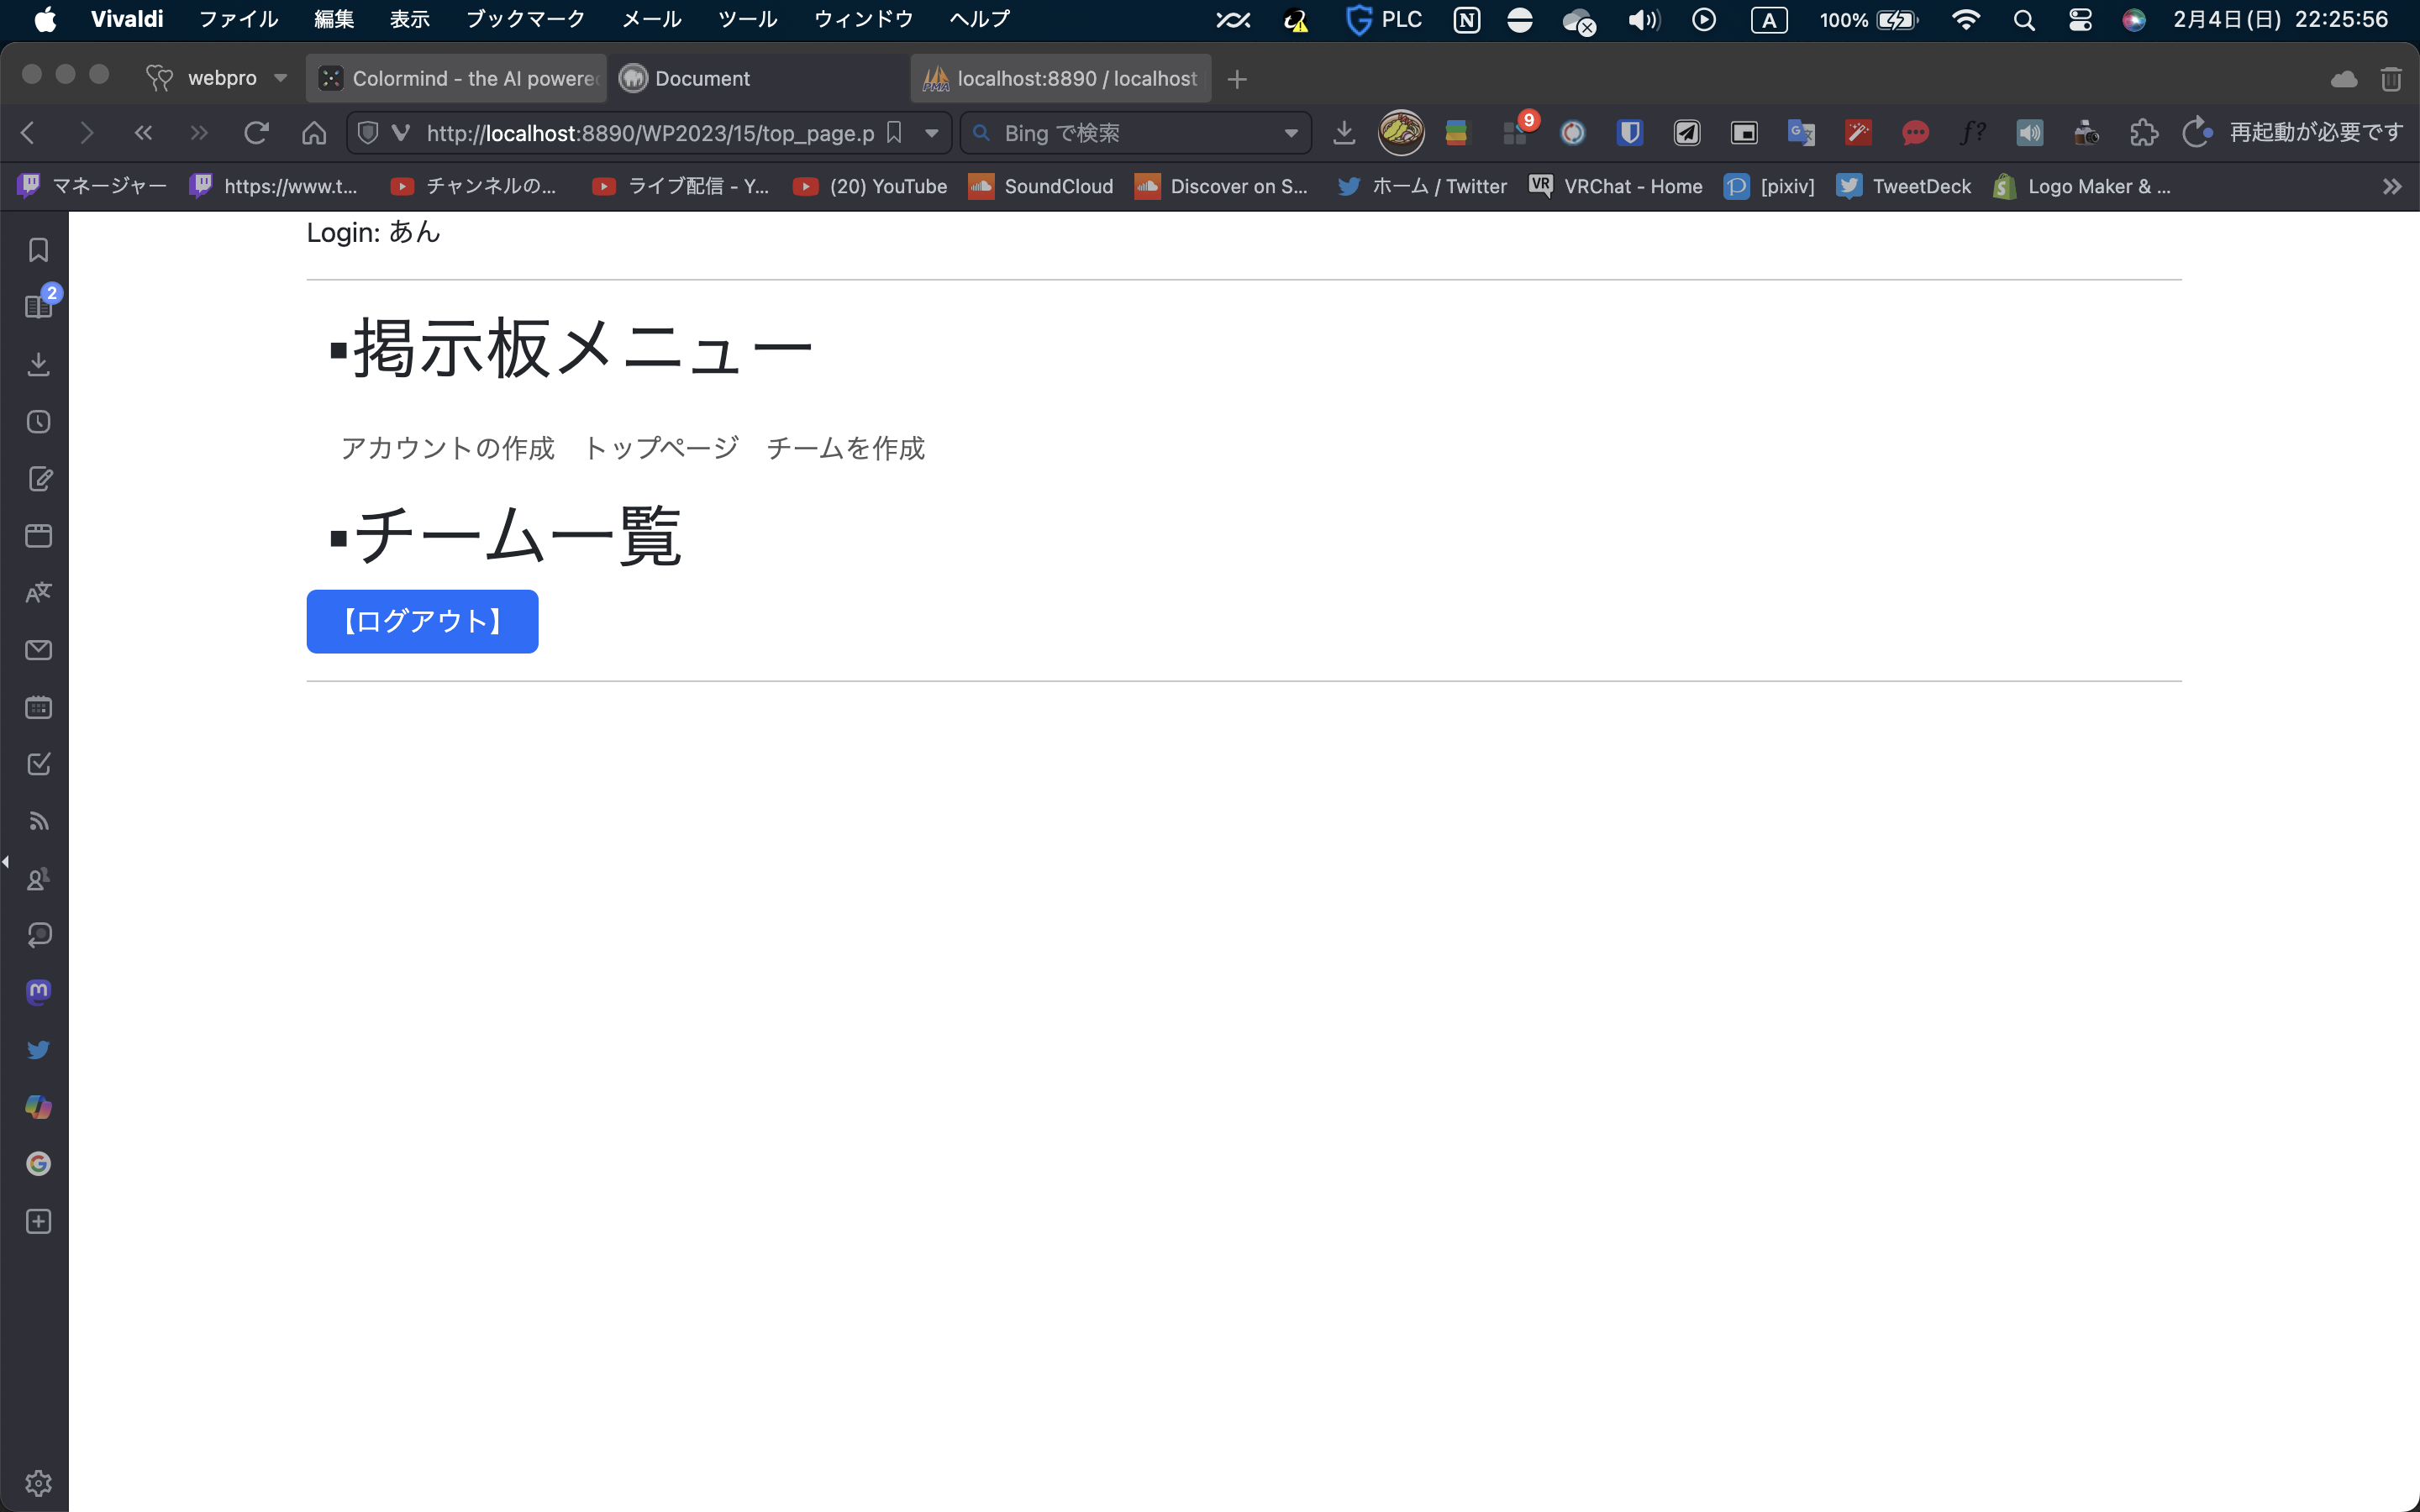 Vivaldi ファイル 編集 表示 ブックマーク メール ツール ウィンドウ ヘルプ PLC A 100% 2月4日(日) 22:25:56
webpro Colormind - the AI powered Document localhost:8890 / localhost
http://localhost:8890/WP2023/15/top_page.p Bing で検索 9 再起動が必要です
マネージャー https://www.t... チャンネルの... ライブ配信 - Y... (20) YouTube SoundCloud Discover on S... ホーム / Twitter VRChat - Home [pixiv] TweetDeck Logo Maker & ...
2
Login: あん
▪掲示板メニュー
アカウントの作成 トップページ チームを作成
▪チーム一覧
【ログアウト】